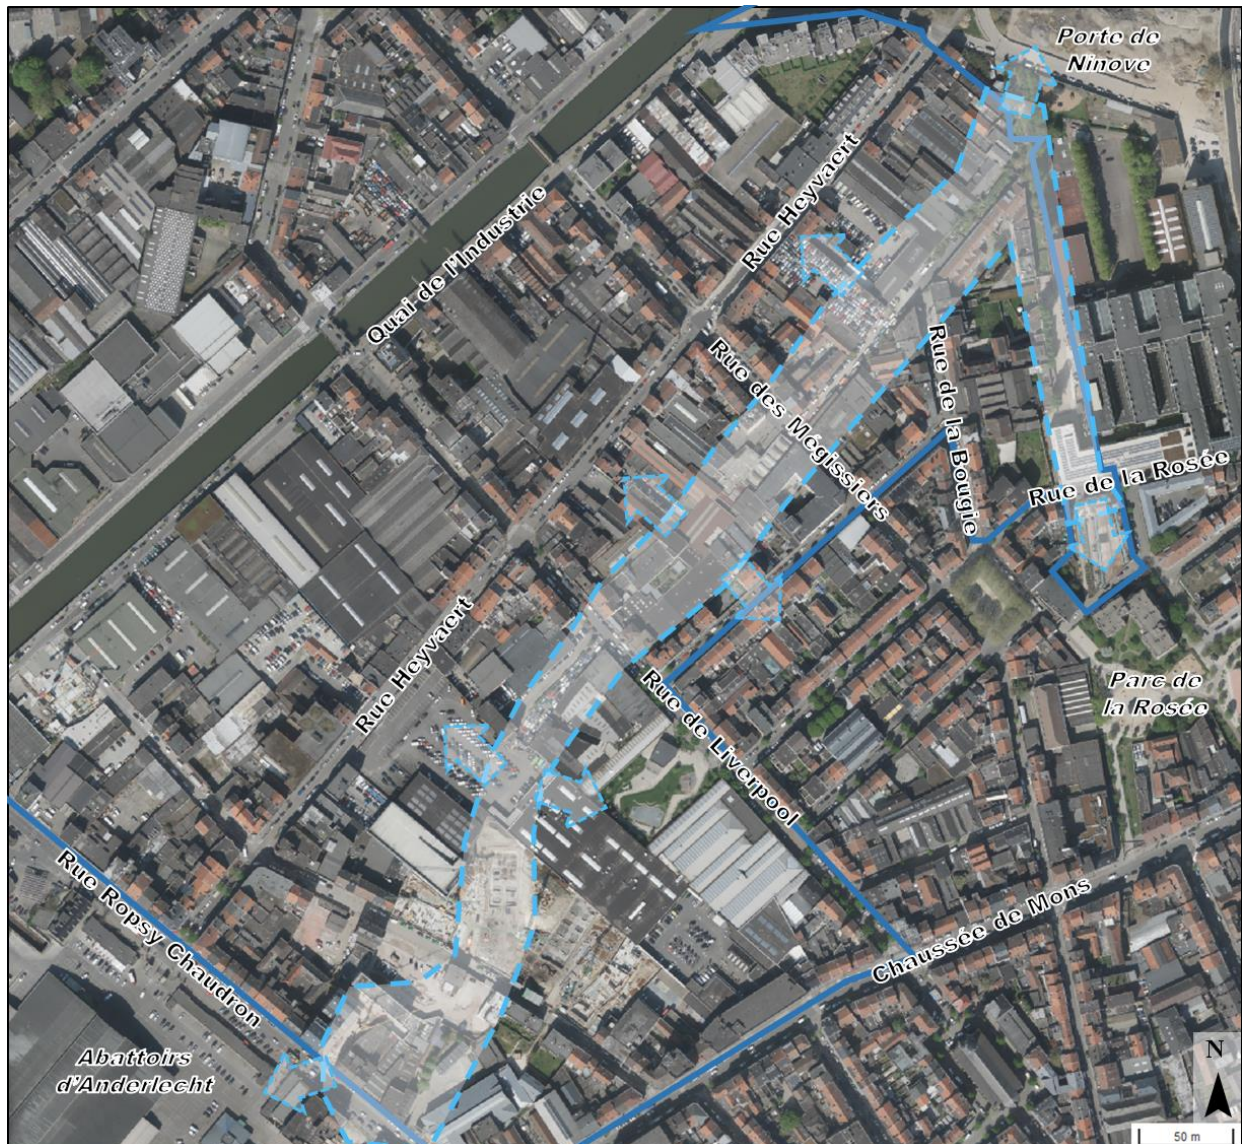 Porte de
Ninove
Rue Heyvaert
Quai de l'Industrie
Rue des Mégissiers
Rue de la Bougie
Rue de la Rosée
Rue Heyvaert
Rue de Liverpool
Parc de
la Rosée
Rue Ropsy Chaudron
Chaussée de Mons
Abattoirs
d'Anderlecht
N
50 m